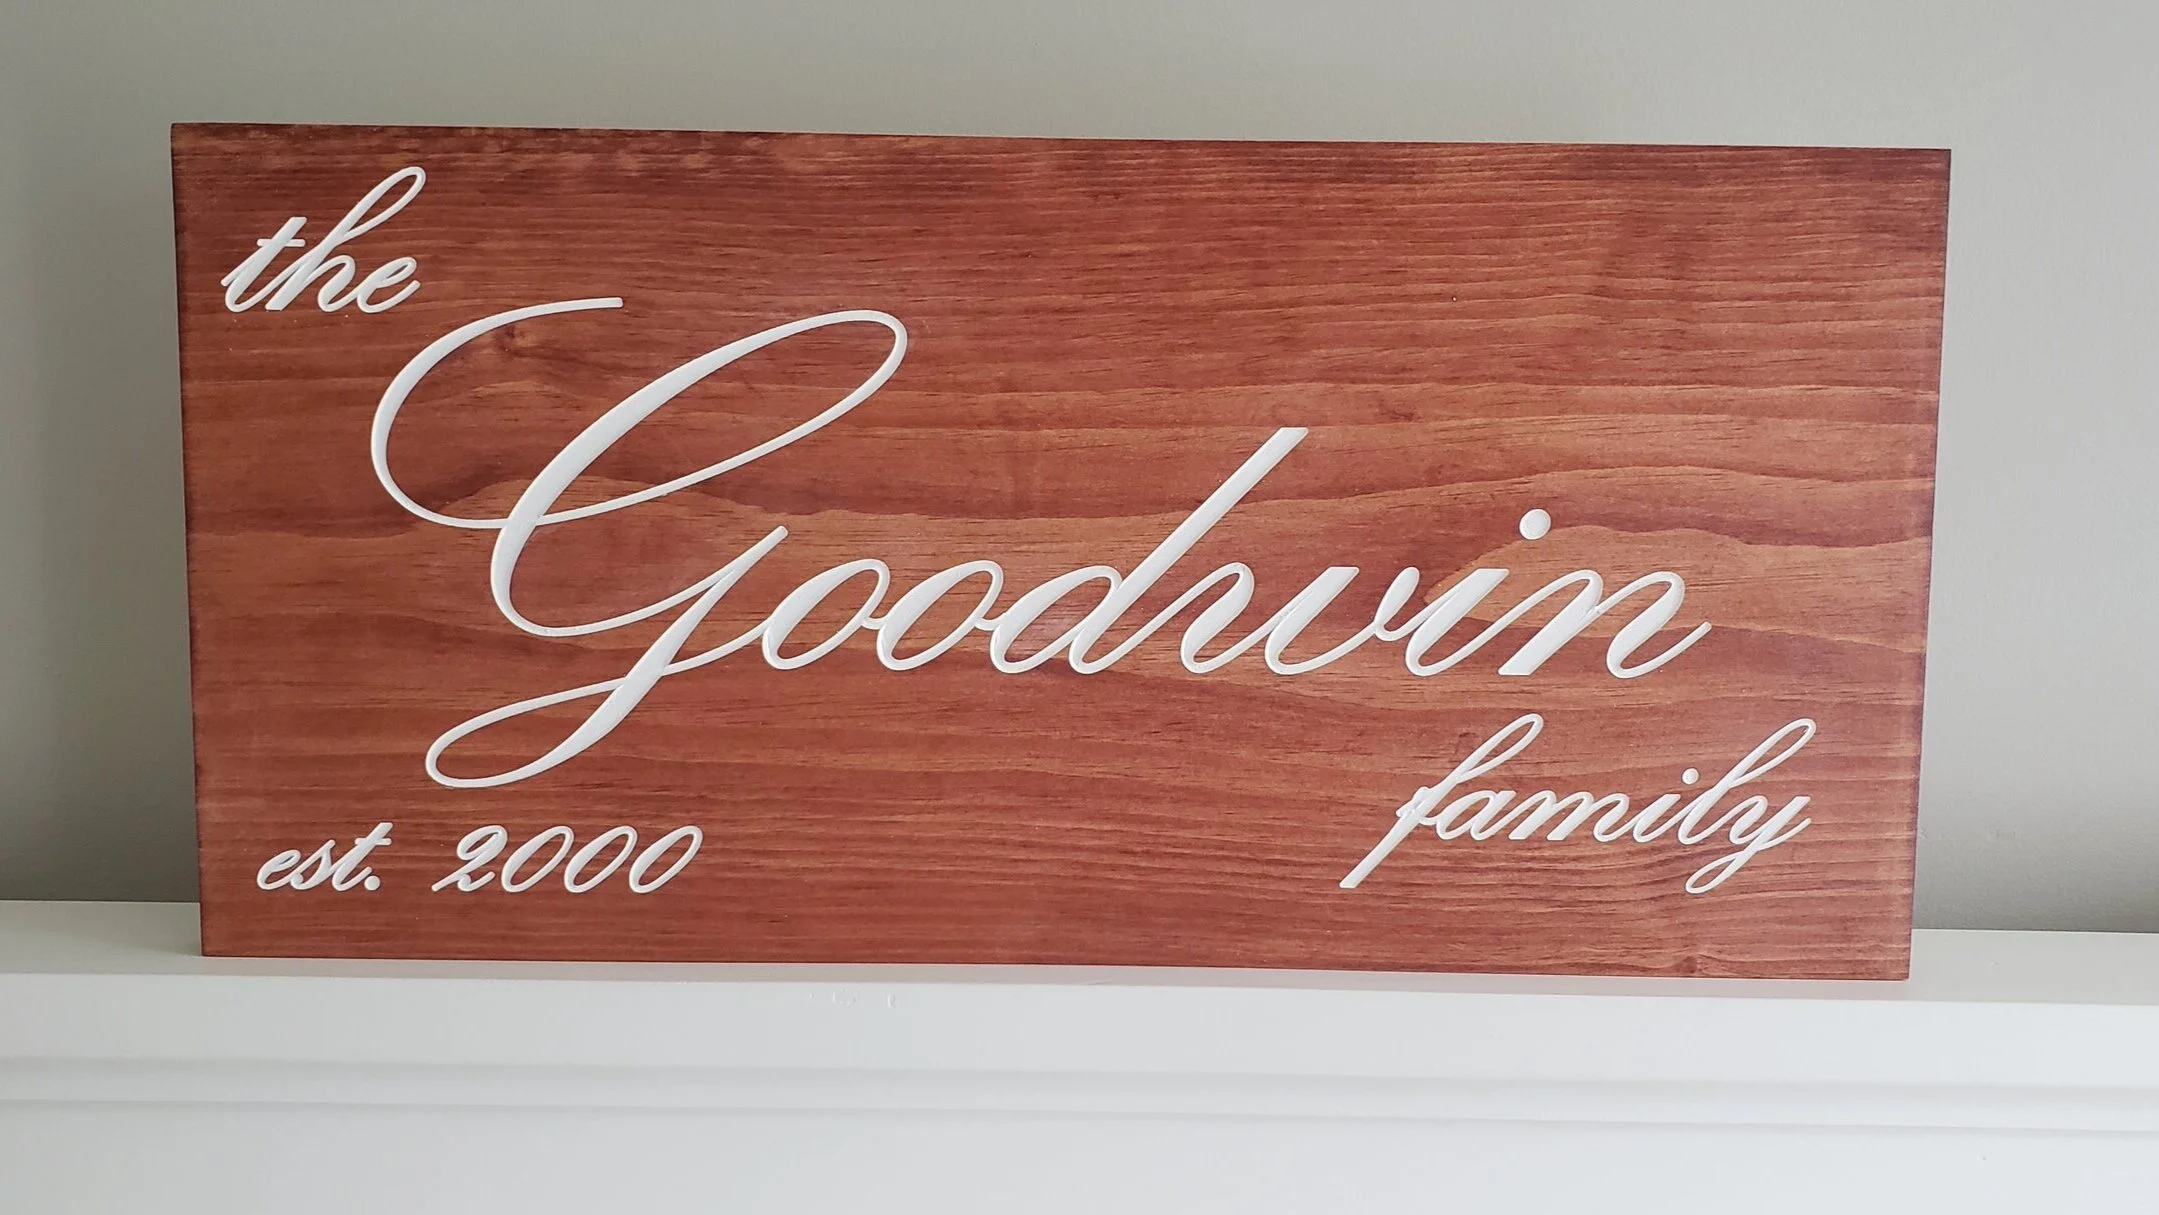 the
Goodwin
family
est. 2000